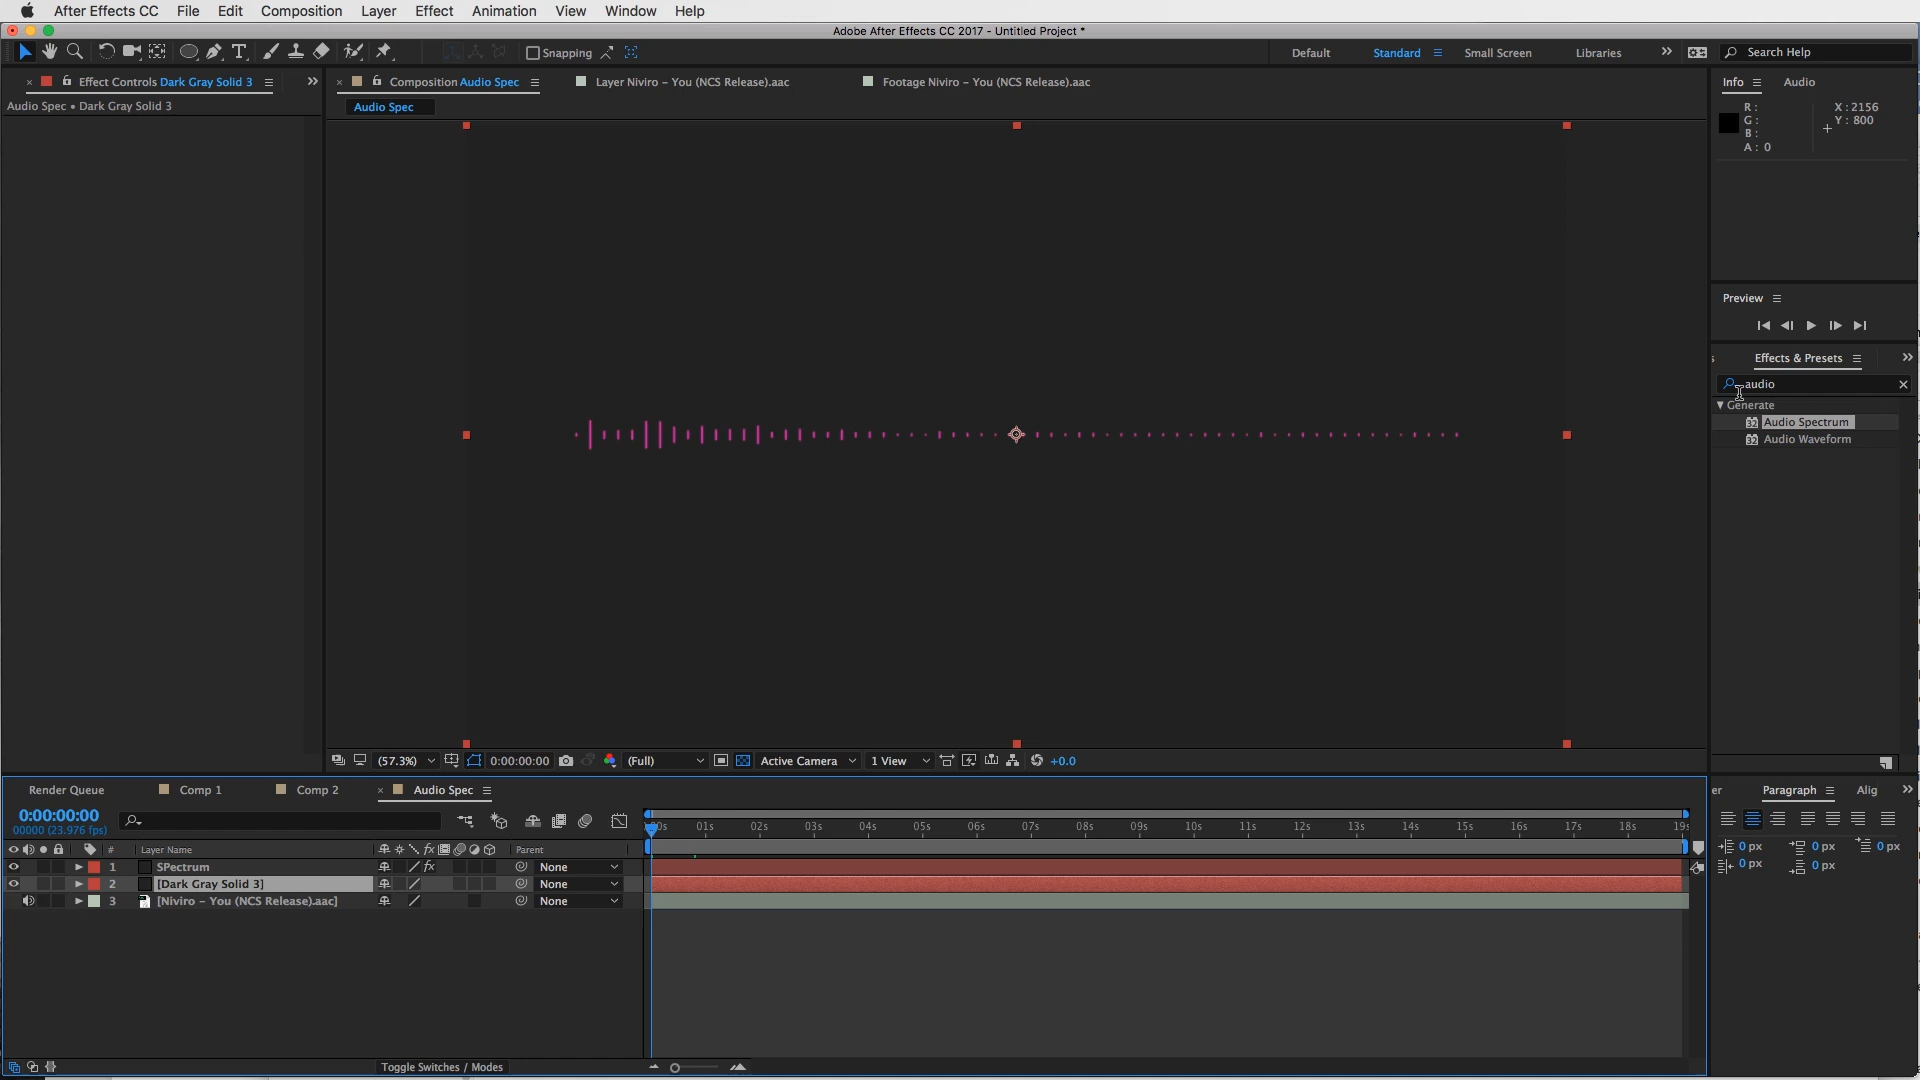 After Effects CC File Edit Composition Layer Effect Animation View Window Help
Adobe After Effects CC 2017 - Untitled Project *
Snapping Default Standard Small Screen Libraries Search Help
Effect Controls Dark Gray Solid 3 Composition Audio Spec Layer Niviro – You (NCS Release).aac Footage Niviro – You (NCS Release).aac Info Audio
Audio Spec • Dark Gray Solid 3 Audio Spec
R : X : 2156
G : Y : 800
B :
A : 0
Preview
Effects & Presets
audio
Generate
Audio Spectrum
Audio Waveform
(57.3%) 0:00:00:00 (Full) Active Camera 1 View +0.0
Render Queue Comp 1 Comp 2 Audio Spec er Paragraph Alig
0:00:00:00
00000 (23.976 fps)
01s 02s 03s 04s 05s 06s 07s 08s 09s 10s 11s 12s 13s 14s 15s 16s 17s 18s 19s
# Layer Name Parent
0 px 0 px 0 px
0 px 0 px
1 SPectrum None
2 [Dark Gray Solid 3] None
3 [Niviro – You (NCS Release).aac] None
Toggle Switches / Modes